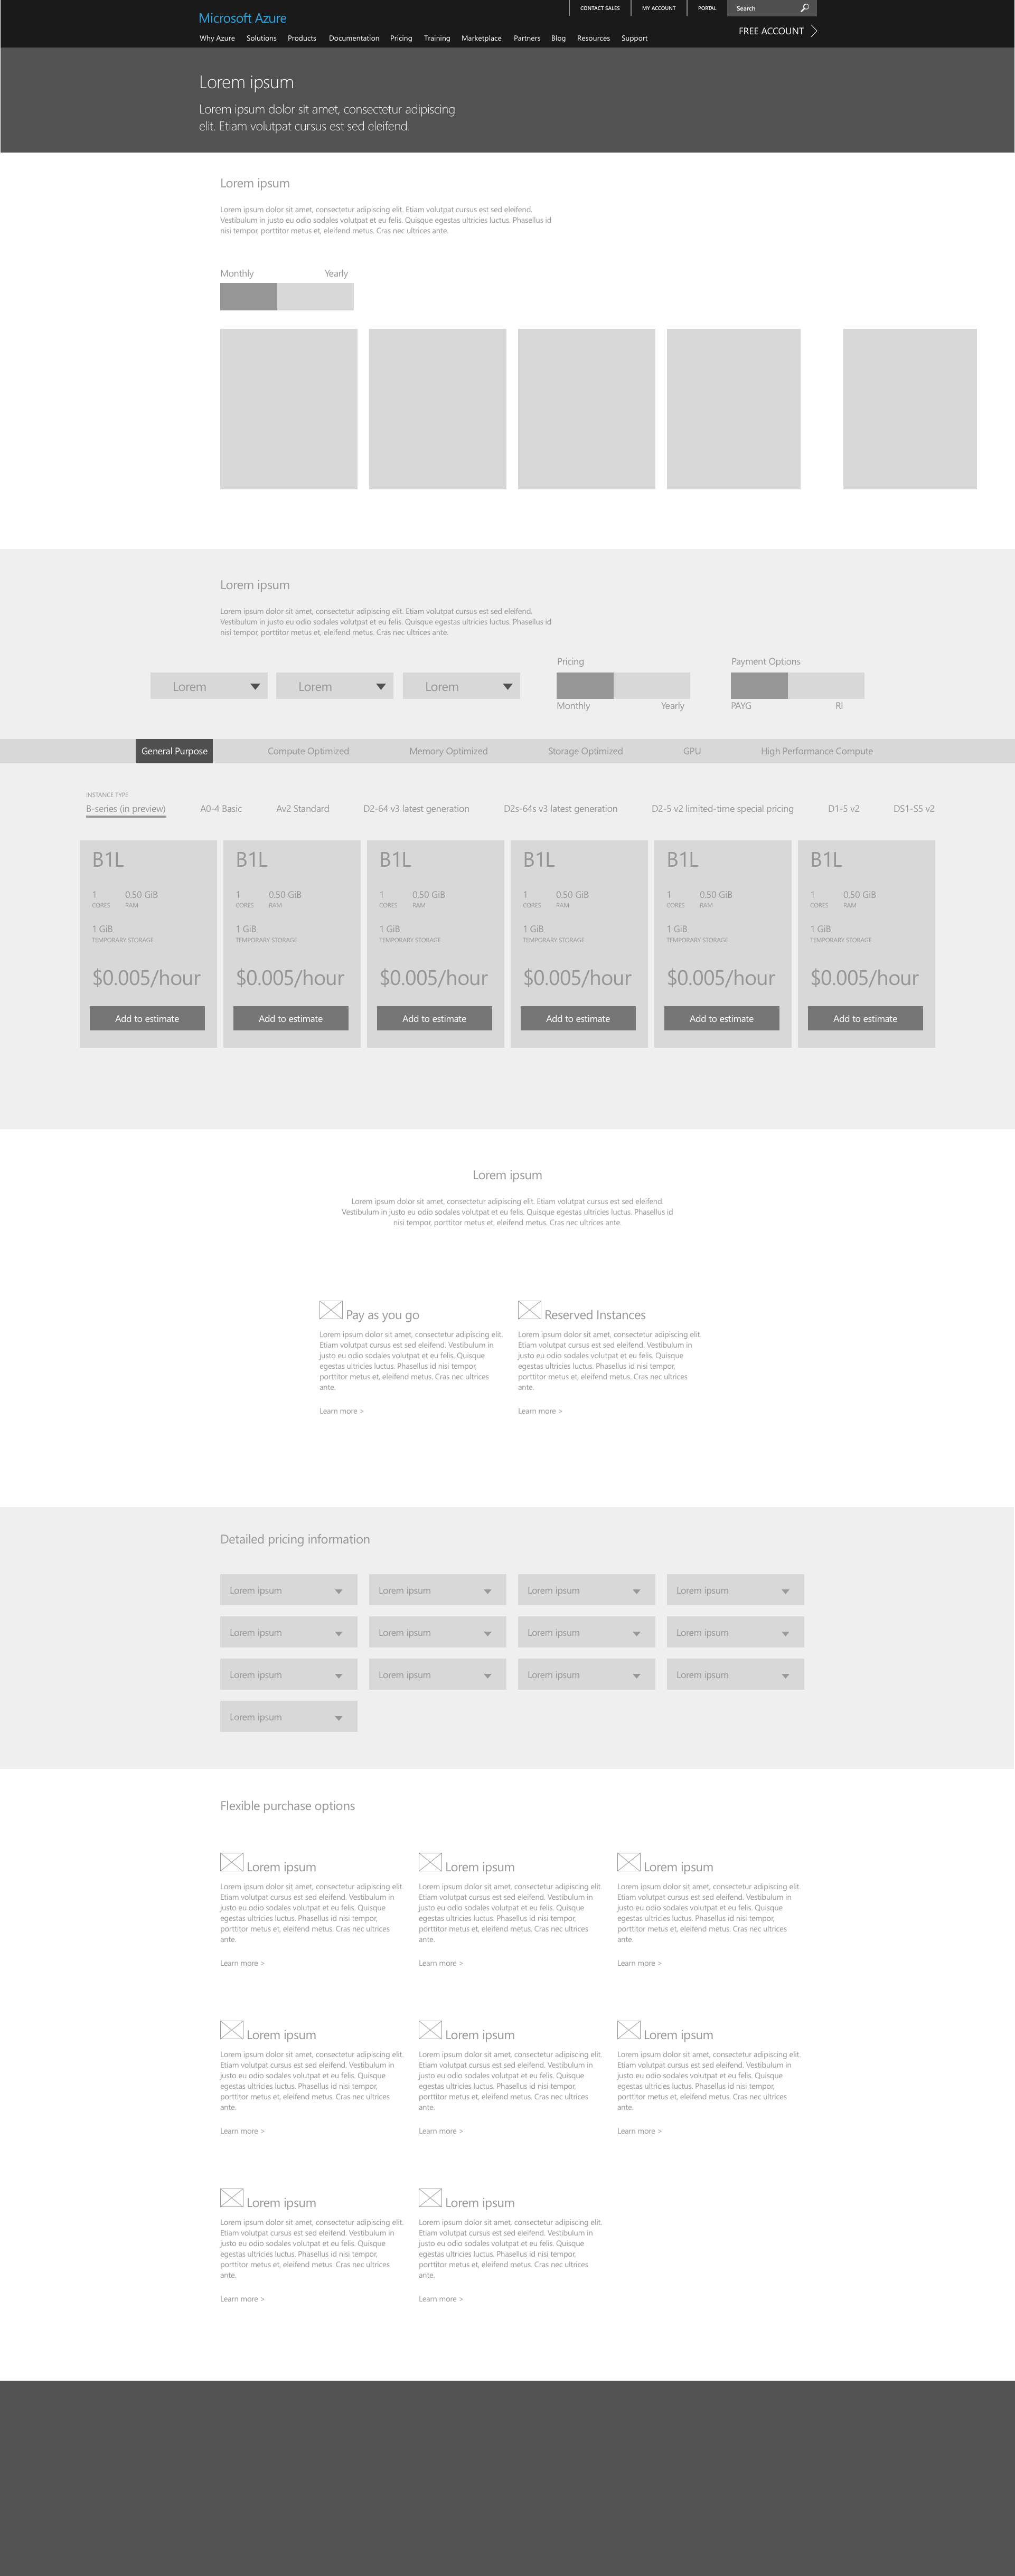 CONTACT SALES MY ACCOUNT PORTAL Search
Microsoft Azure
FREE ACCOUNT
Why Azure Solutions Products Documentation Pricing Training Marketplace Partners Blog Resources Support
Lorem ipsum
Lorem ipsum dolor sit amet, consectetur adipiscing
elit. Etiam volutpat cursus est sed eleifend.
Lorem ipsum
Lorem ipsum dolor sit amet, consectetur adipiscing elit. Etiam volutpat cursus est sed eleifend.
Vestibulum in justo eu odio sodales volutpat et eu felis. Quisque egestas ultricies luctus. Phasellus id
nisi tempor, porttitor metus et, eleifend metus. Cras nec ultrices ante.
Monthly Yearly
Lorem ipsum
Lorem ipsum dolor sit amet, consectetur adipiscing elit. Etiam volutpat cursus est sed eleifend.
Vestibulum in justo eu odio sodales volutpat et eu felis. Quisque egestas ultricies luctus. Phasellus id
nisi tempor, porttitor metus et, eleifend metus. Cras nec ultrices ante.
Pricing Payment Options
Lorem Lorem Lorem
Monthly Yearly PAYG RI
General Purpose Compute Optimized Memory Optimized Storage Optimized GPU High Performance Compute
INSTANCE TYPE
B-series (in preview) A0-4 Basic Av2 Standard D2-64 v3 latest generation D2s-64s v3 latest generation D2-5 v2 limited-time special pricing D1-5 v2 DS1-S5 v2
B1L B1L B1L B1L B1L B1L
1 0.50 GiB 1 0.50 GiB 1 0.50 GiB 1 0.50 GiB 1 0.50 GiB 1 0.50 GiB
CORES RAM CORES RAM CORES RAM CORES RAM CORES RAM CORES RAM
1 GiB 1 GiB 1 GiB 1 GiB 1 GiB 1 GiB
TEMPORARY STORAGE TEMPORARY STORAGE TEMPORARY STORAGE TEMPORARY STORAGE TEMPORARY STORAGE TEMPORARY STORAGE
$0.005/hour $0.005/hour $0.005/hour $0.005/hour $0.005/hour $0.005/hour
Add to estimate Add to estimate Add to estimate Add to estimate Add to estimate Add to estimate
Lorem ipsum
Lorem ipsum dolor sit amet, consectetur adipiscing elit. Etiam volutpat cursus est sed eleifend.
Vestibulum in justo eu odio sodales volutpat et eu felis. Quisque egestas ultricies luctus. Phasellus id
nisi tempor, porttitor metus et, eleifend metus. Cras nec ultrices ante.
Pay as you go
Lorem ipsum dolor sit amet, consectetur adipiscing elit.
Etiam volutpat cursus est sed eleifend. Vestibulum in
justo eu odio sodales volutpat et eu felis. Quisque
egestas ultricies luctus. Phasellus id nisi tempor,
porttitor metus et, eleifend metus. Cras nec ultrices
ante.
Learn more >
Reserved Instances
Lorem ipsum dolor sit amet, consectetur adipiscing elit.
Etiam volutpat cursus est sed eleifend. Vestibulum in
justo eu odio sodales volutpat et eu felis. Quisque
egestas ultricies luctus. Phasellus id nisi tempor,
porttitor metus et, eleifend metus. Cras nec ultrices
ante.
Learn more >
Detailed pricing information
Lorem ipsum Lorem ipsum Lorem ipsum Lorem ipsum
Lorem ipsum Lorem ipsum Lorem ipsum Lorem ipsum
Lorem ipsum Lorem ipsum Lorem ipsum Lorem ipsum
Lorem ipsum
Flexible purchase options
Lorem ipsum
Lorem ipsum dolor sit amet, consectetur adipiscing elit.
Etiam volutpat cursus est sed eleifend. Vestibulum in
justo eu odio sodales volutpat et eu felis. Quisque
egestas ultricies luctus. Phasellus id nisi tempor,
porttitor metus et, eleifend metus. Cras nec ultrices
ante.
Learn more >
Lorem ipsum
Lorem ipsum dolor sit amet, consectetur adipiscing elit.
Etiam volutpat cursus est sed eleifend. Vestibulum in
justo eu odio sodales volutpat et eu felis. Quisque
egestas ultricies luctus. Phasellus id nisi tempor,
porttitor metus et, eleifend metus. Cras nec ultrices
ante.
Learn more >
Lorem ipsum
Lorem ipsum dolor sit amet, consectetur adipiscing elit.
Etiam volutpat cursus est sed eleifend. Vestibulum in
justo eu odio sodales volutpat et eu felis. Quisque
egestas ultricies luctus. Phasellus id nisi tempor,
porttitor metus et, eleifend metus. Cras nec ultrices
ante.
Learn more >
Lorem ipsum
Lorem ipsum dolor sit amet, consectetur adipiscing elit.
Etiam volutpat cursus est sed eleifend. Vestibulum in
justo eu odio sodales volutpat et eu felis. Quisque
egestas ultricies luctus. Phasellus id nisi tempor,
porttitor metus et, eleifend metus. Cras nec ultrices
ante.
Learn more >
Lorem ipsum
Lorem ipsum dolor sit amet, consectetur adipiscing elit.
Etiam volutpat cursus est sed eleifend. Vestibulum in
justo eu odio sodales volutpat et eu felis. Quisque
egestas ultricies luctus. Phasellus id nisi tempor,
porttitor metus et, eleifend metus. Cras nec ultrices
ante.
Learn more >
Lorem ipsum
Lorem ipsum dolor sit amet, consectetur adipiscing elit.
Etiam volutpat cursus est sed eleifend. Vestibulum in
justo eu odio sodales volutpat et eu felis. Quisque
egestas ultricies luctus. Phasellus id nisi tempor,
porttitor metus et, eleifend metus. Cras nec ultrices
ante.
Learn more >
Lorem ipsum
Lorem ipsum dolor sit amet, consectetur adipiscing elit.
Etiam volutpat cursus est sed eleifend. Vestibulum in
justo eu odio sodales volutpat et eu felis. Quisque
egestas ultricies luctus. Phasellus id nisi tempor,
porttitor metus et, eleifend metus. Cras nec ultrices
ante.
Learn more >
Lorem ipsum
Lorem ipsum dolor sit amet, consectetur adipiscing elit.
Etiam volutpat cursus est sed eleifend. Vestibulum in
justo eu odio sodales volutpat et eu felis. Quisque
egestas ultricies luctus. Phasellus id nisi tempor,
porttitor metus et, eleifend metus. Cras nec ultrices
ante.
Learn more >